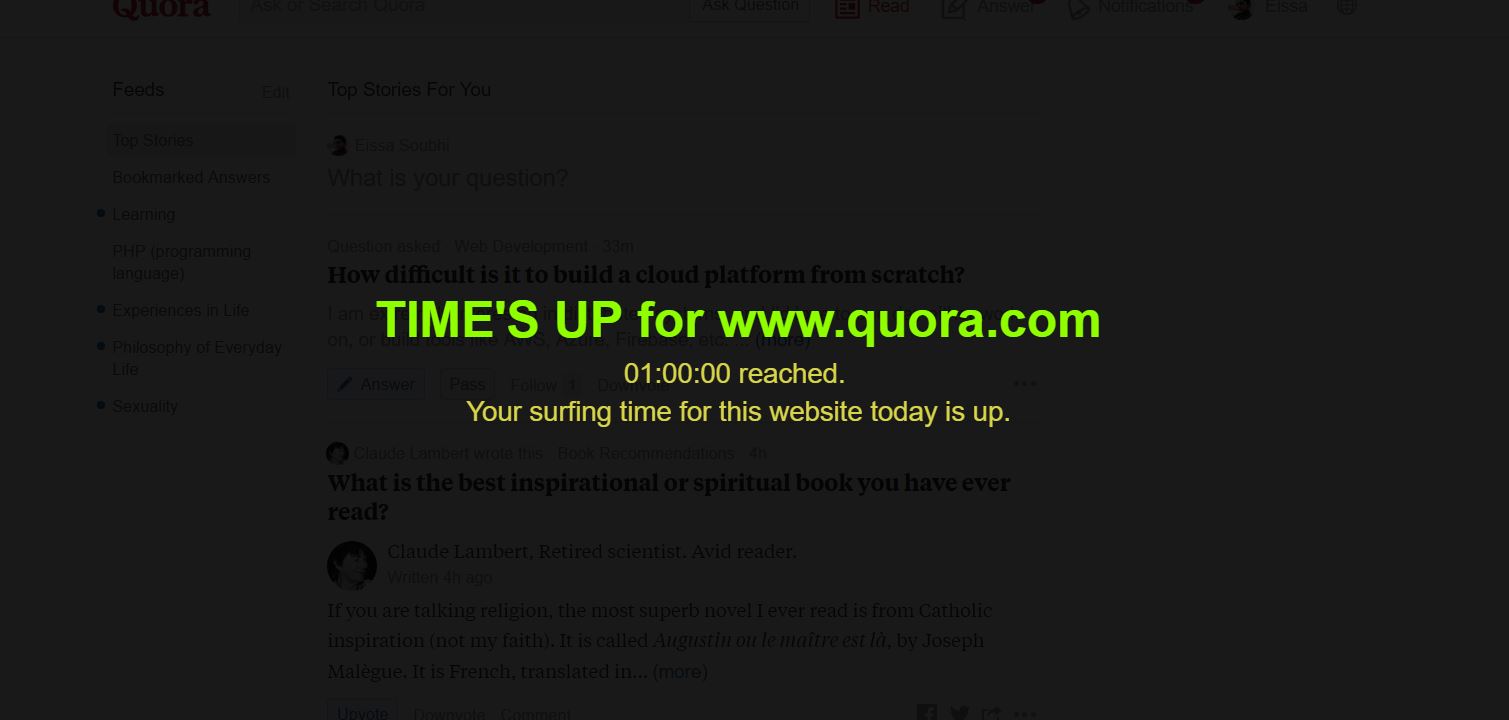 Quora
Ask or Search Quora
Ask Question
Read
Answer
Notifications
Eissa
Feeds
Edit
Top Stories For You
Top Stories
Eissa Soubhi
Bookmarked Answers
What is your question?
Learning
PHP (programming
language)
Experiences in Life
Philosophy of Everyday
Life
Sexuality
Question asked · Web Development · 33m
How difficult is it to build a cloud platform from scratch?
I am
TIME'S UP for www.quora.com
on, or build tools like AWS, Azure, Firebase, etc. ... (more)
01:00:00 reached.
Answer
Pass
Follow 1
Downvote
Your surfing time for this website today is up.
Claude Lambert wrote this · Book Recommendations · 4h
What is the best inspirational or spiritual book you have ever
read?
Claude Lambert, Retired scientist. Avid reader.
Written 4h ago
If you are talking religion, the most superb novel I ever read is from Catholic
inspiration (not my faith). It is called Augustin ou le maître est là, by Joseph
Malègue. It is French, translated in... (more)
Upvote
Downvote
Comment